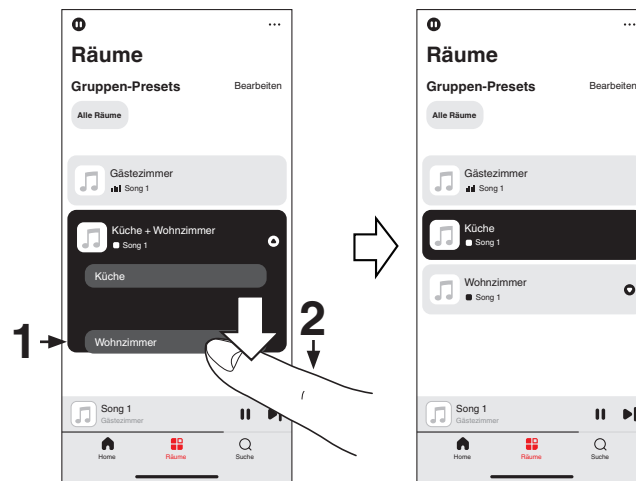 Räume
Gruppen-Presets Bearbeiten
Alle Räume
Gästezimmer
Song 1
Küche + Wohnzimmer
Song 1
Küche
Wohnzimmer
Song 1
Gästezimmer
Home Räume Suche
1
2
Räume
Gruppen-Presets Bearbeiten
Alle Räume
Gästezimmer
Song 1
Küche
Song 1
Wohnzimmer
Song 1
Song 1
Gästezimmer
Home Räume Suche